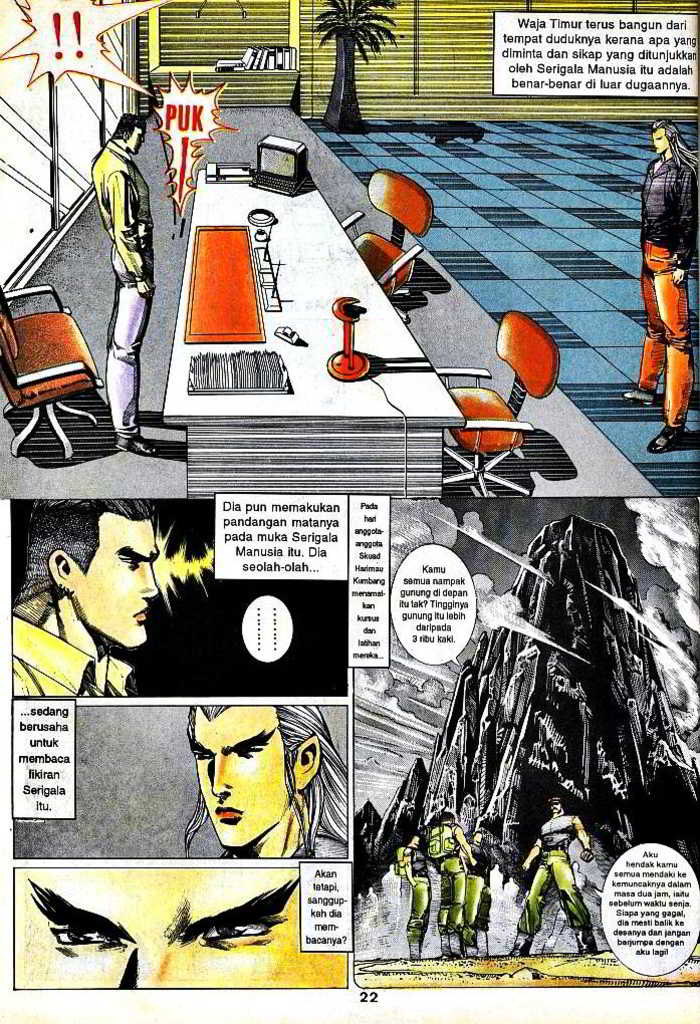 !!
Waja Timur terus bangun dari
tempat duduknya kerana apa yang
diminta dan sikap yang ditunjukkan
oleh Serigala Manusia itu adalah
benar-benar di luar dugaannya.
PUK
!!
Dia pun memakukan
pandangan matanya
pada muka Serigala
Manusia itu. Dia
seolah-olah...
...sedang
berusaha
untuk
membaca
fikiran
Serigala
itu.
Akan
tetapi,
sanggup-
kah dia
mem-
bacanya?
Pada
hari
anggota-
anggota
Skuad
Harimau
Kumbang
menamat-
kan
kursus
dan
latihan
mereka...
Kamu
semua nampak
gunung di depan
itu tak? Tingginya
gunung itu lebih
daripada
3 ribu kaki.
Aku
hendak kamu
semua mendaki ke
kemuncaknya dalam
masa dua jam, iaitu
sebelum waktu senja.
Siapa yang gagal,
dia mesti balik ke
desanya dan jangan
berjumpa dengan
aku lagi!
22